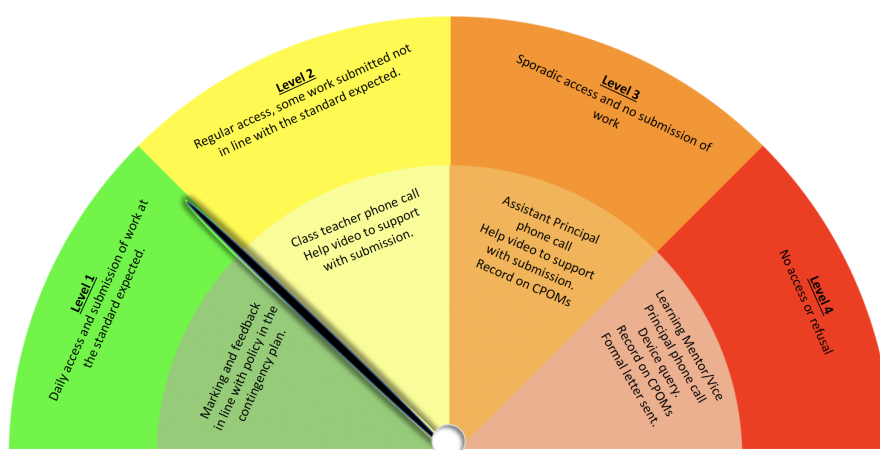 Level 1
Daily access and submission of work at
the standard expected.
Marking and feedback
in line with policy in the
contingency plan.
Level 2
Regular access, some work submitted not
in line with the standard expected.
Class teacher phone call
Help video to support
with submission.
Level 3
Sporadic access and no submission of
work
Assistant Principal
phone call
Help video to support
with submission.
Record on CPOMs
Level 4
No access or refusal
Learning Mentor/Vice
Principal phone call
Device query.
Record on CPOMs
Formal letter sent.